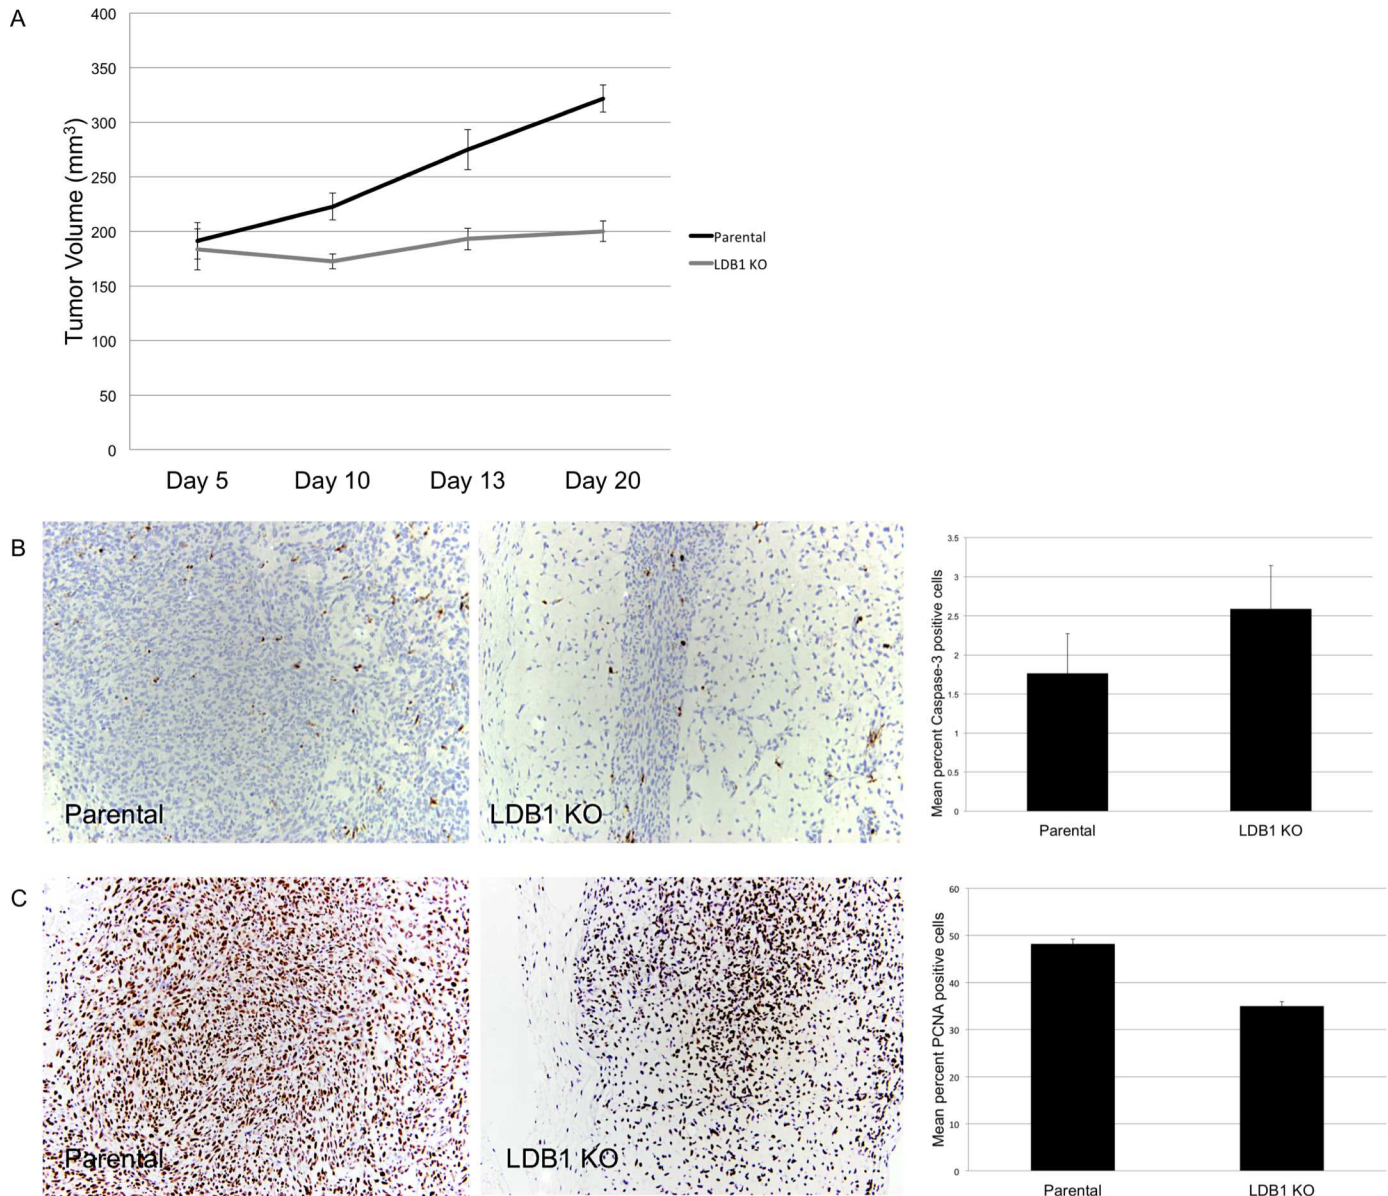 A
400
350
300
250
200
150
100
50
0
Tumor Volume (mm³)
Day 5 Day 10 Day 13 Day 20
Parental
LDB1 KO
B
Parental
LDB1 KO
Mean percent Caspase-3 positive cells
3.5
3
2.5
2
1.5
1
0.5
0
Parental LDB1 KO
C
Parental
LDB1 KO
Mean percent PCNA positive cells
60
50
40
30
20
10
0
Parental LDB1 KO